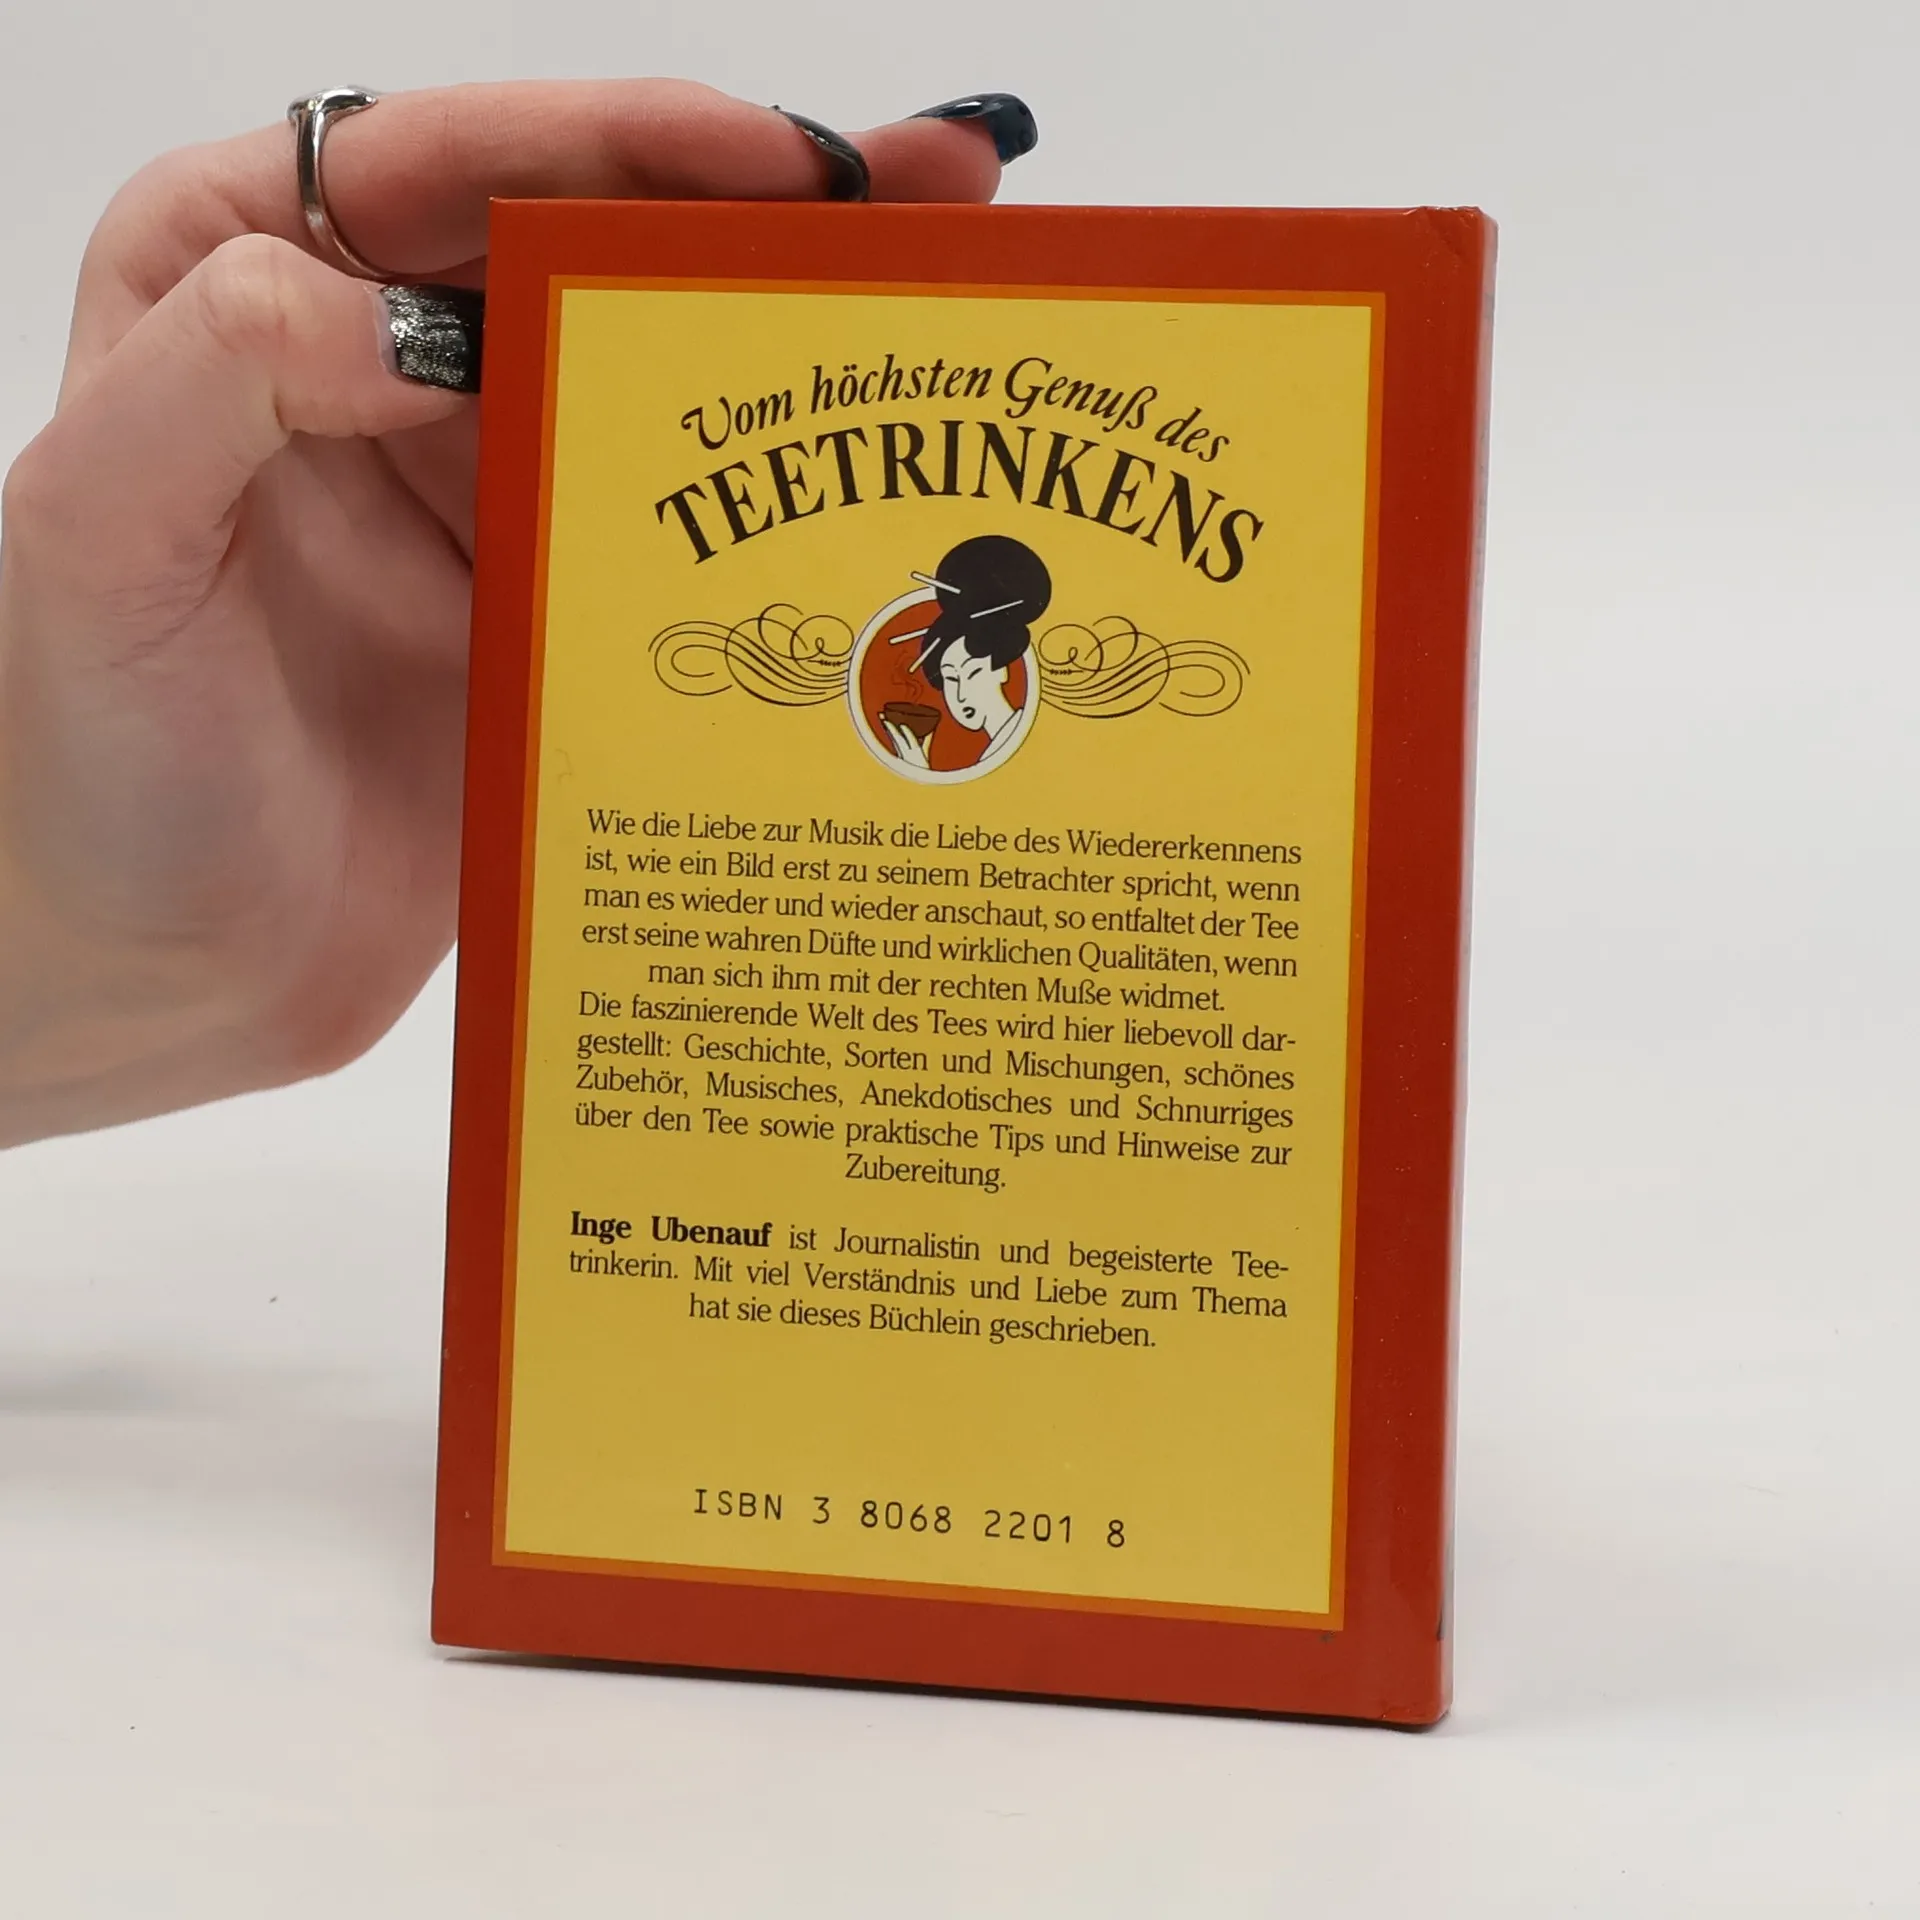 Vom höchsten Genuß des
TEETRINKENS
Wie die Liebe zur Musik die Liebe des Wiedererkennens
ist, wie ein Bild erst zu seinem Betrachter spricht, wenn
man es wieder und wieder anschaut, so entfaltet der Tee
erst seine wahren Düfte und wirklichen Qualitäten, wenn
man sich ihm mit der rechten Muße widmet.
Die faszinierende Welt des Tees wird hier liebevoll dar-
gestellt: Geschichte, Sorten und Mischungen, schönes
Zubehör, Musisches, Anekdotisches und Schnurriges
über den Tee sowie praktische Tips und Hinweise zur
Zubereitung.
Inge Ubenauf ist Journalistin und begeisterte Tee-
trinkerin. Mit viel Verständnis und Liebe zum Thema
hat sie dieses Büchlein geschrieben.
ISBN 3 8068 2201 8